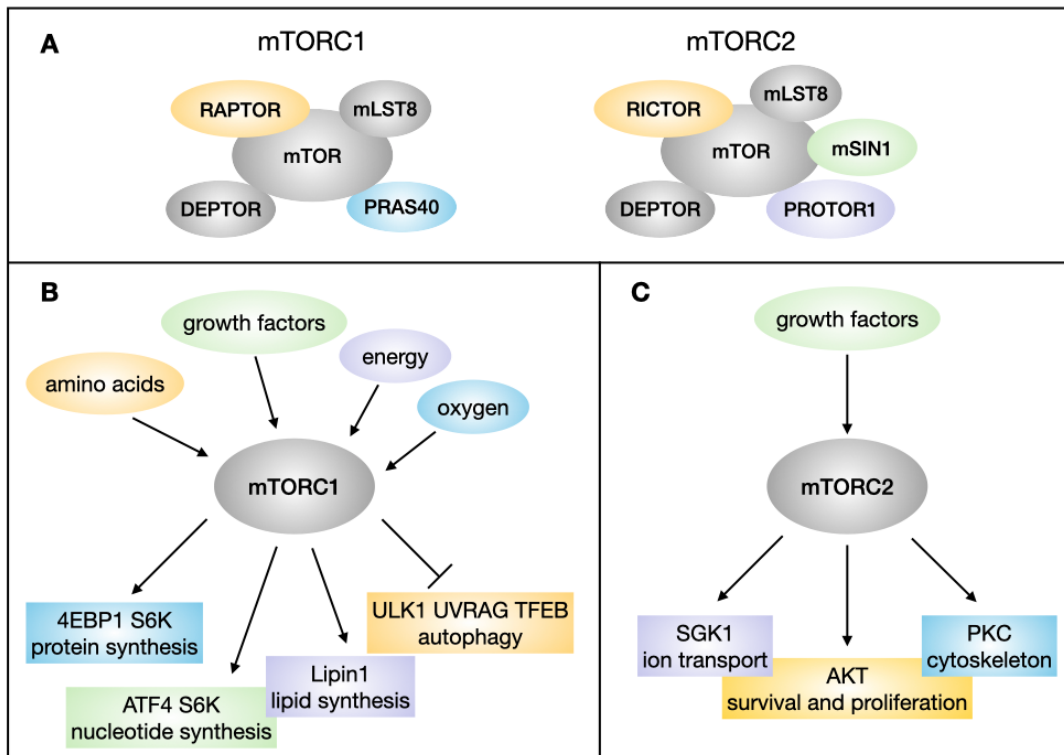 A
mTORC1
mTORC2
RAPTOR
mLST8
mTOR
DEPTOR
PRAS40
RICTOR
mLST8
mTOR
mSIN1
DEPTOR
PROTOR1
B
growth factors
energy
amino acids
oxygen
mTORC1
4EBP1 S6K
protein synthesis
ATF4 S6K
nucleotide synthesis
Lipin1
lipid synthesis
ULK1 UVRAG TFEB
autophagy
C
growth factors
mTORC2
SGK1
ion transport
AKT
survival and proliferation
PKC
cytoskeleton